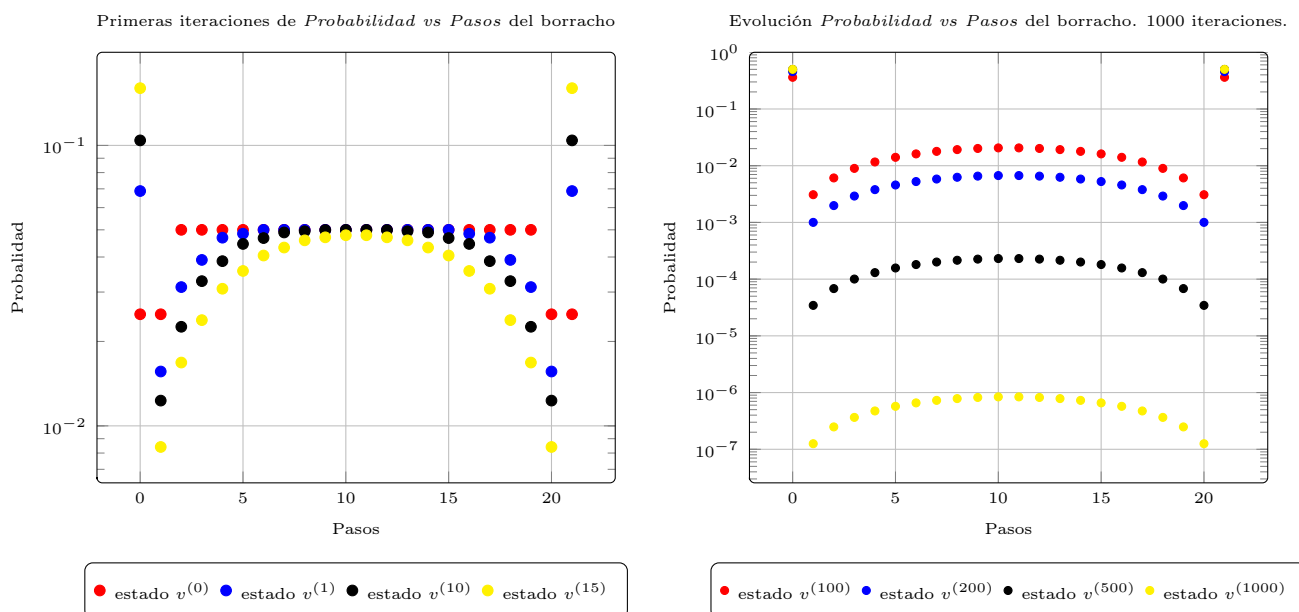 Primeras iteraciones de Probabilidad vs Pasos del borracho
10^{-1}
10^{-2}
Probabilidad
0 5 10 15 20
Pasos
estado v^{(0)} estado v^{(1)} estado v^{(10)} estado v^{(15)}
Evolución Probabilidad vs Pasos del borracho. 1000 iteraciones.
10^{0}
10^{-1}
10^{-2}
10^{-3}
10^{-4}
10^{-5}
10^{-6}
10^{-7}
Probabilidad
0 5 10 15 20
Pasos
estado v^{(100)} estado v^{(200)} estado v^{(500)} estado v^{(1000)}